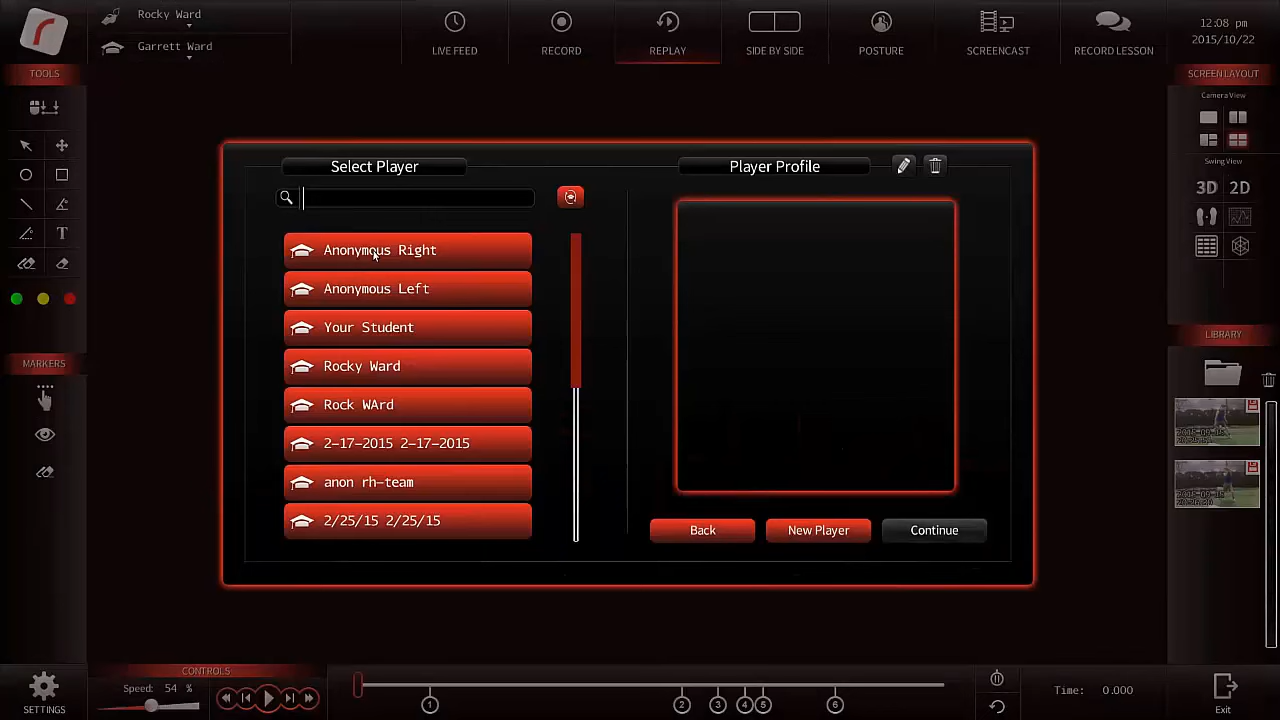 Rocky Ward
Garrett Ward
LIVE FEED
RECORD
REPLAY
SIDE BY SIDE
POSTURE
SCREENCAST
RECORD LESSON
12:08 pm
2015/10/22
TOOLS
T
MARKERS
Select Player
Anonymous Right
Anonymous Left
Your Student
Rocky Ward
Rock WArd
2-17-2015 2-17-2015
anon rh-team
2/25/15 2/25/15
Player Profile
Back
New Player
Continue
SCREEN LAYOUT
Camera View
Swing View
3D 2D
LIBRARY
SETTINGS
CONTROLS
Speed: 54 %
1 2 3 4 5 6
Time: 0.000
Exit